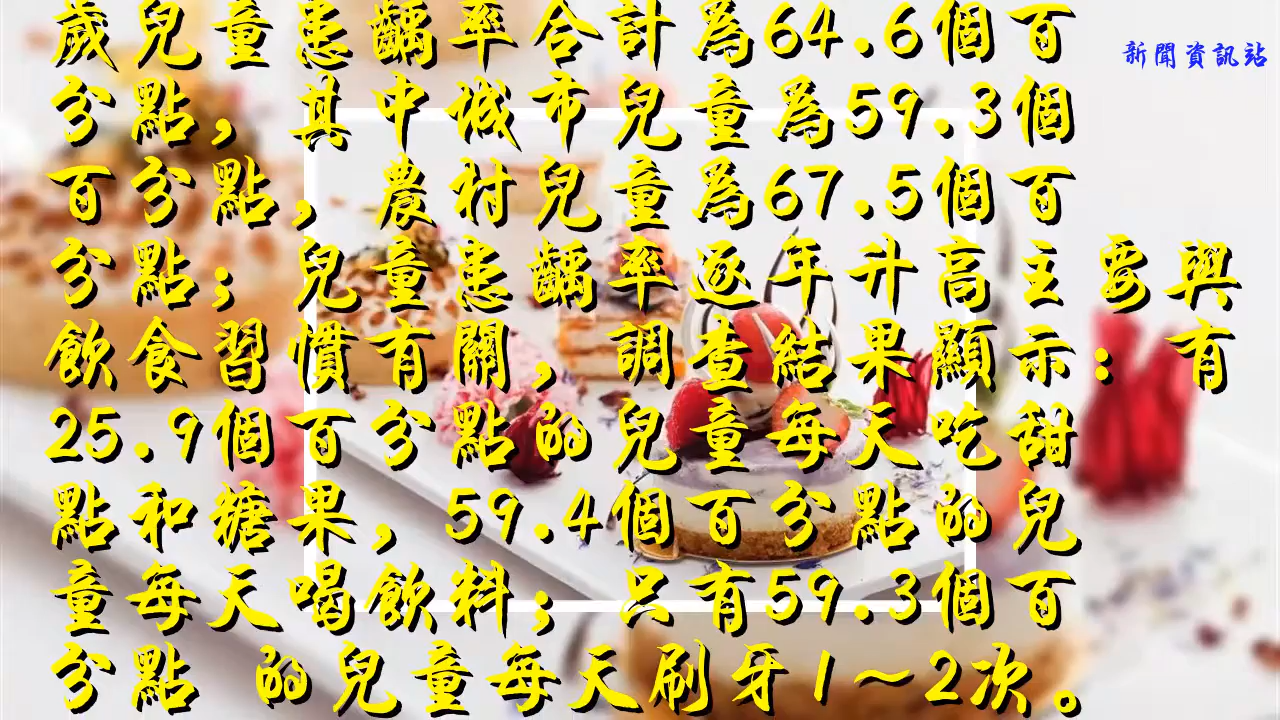 歲兒童患齲率合計為64.6個百
新聞資訊站
分點，其中城市兒童為59.3個
百分點，農村兒童為67.5個百
分點；兒童患齲率逐年升高主要與
飲食習慣有關，調查結果顯示：有
25.9個百分點的兒童每天吃甜
點和糖果，59.4個百分點的兒
童每天喝飲料；只有59.3個百
分點 的兒童每天刷牙1～2次。